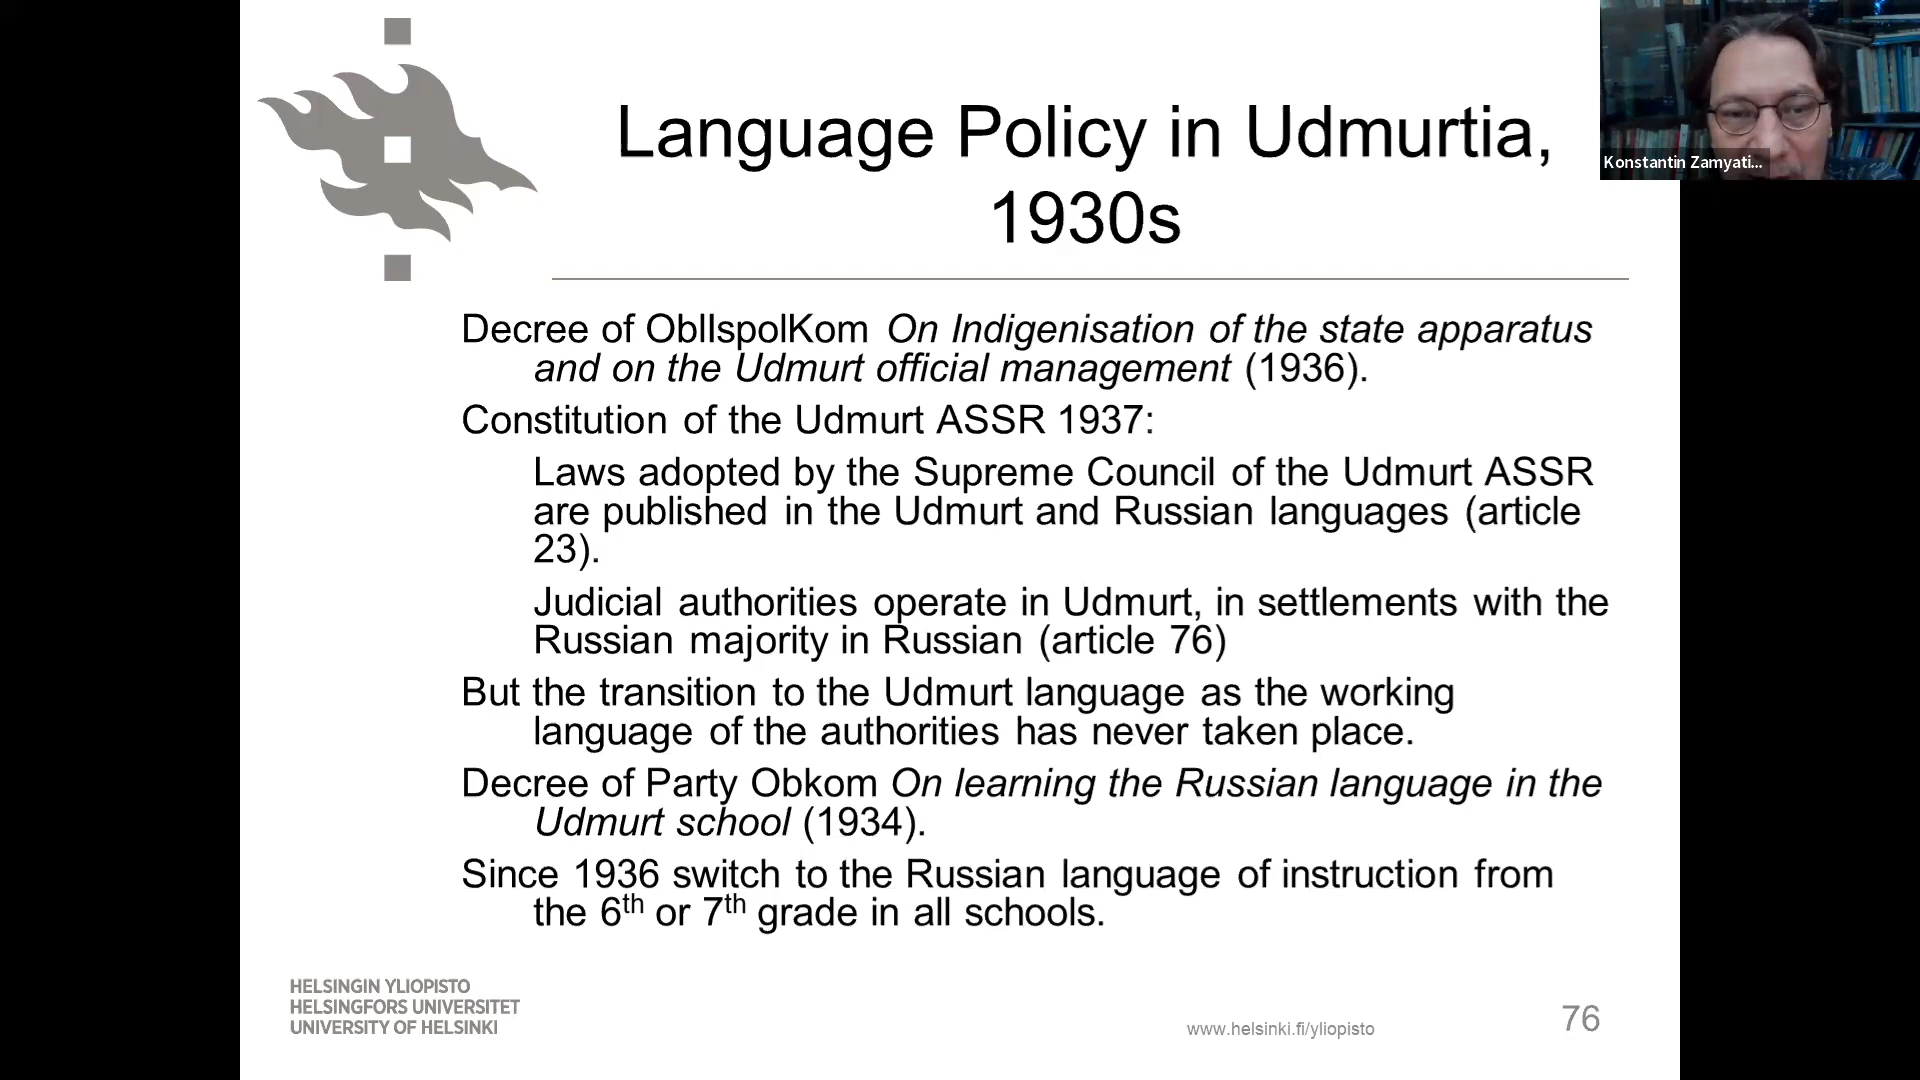 Language Policy in Udmurtia,
1930s
Konstantin Zamyati...
Decree of OblIspolKom On Indigenisation of the state apparatus
and on the Udmurt official management (1936).
Constitution of the Udmurt ASSR 1937:
Laws adopted by the Supreme Council of the Udmurt ASSR
are published in the Udmurt and Russian languages (article
23).
Judicial authorities operate in Udmurt, in settlements with the
Russian majority in Russian (article 76)
But the transition to the Udmurt language as the working
language of the authorities has never taken place.
Decree of Party Obkom On learning the Russian language in the
Udmurt school (1934).
Since 1936 switch to the Russian language of instruction from
the 6th or 7th grade in all schools.
HELSINGIN YLIOPISTO
HELSINGFORS UNIVERSITET
UNIVERSITY OF HELSINKI
www.helsinki.fi/yliopisto
76